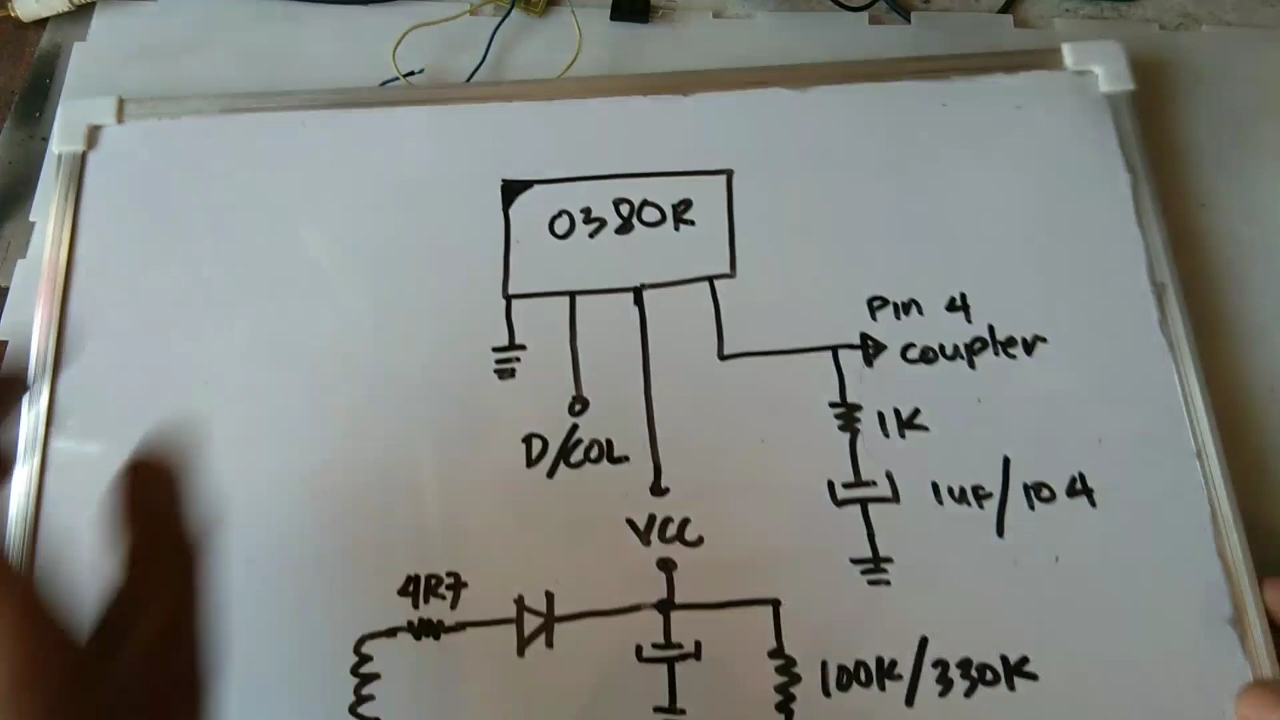 0380R
Pin 4
coupler
1K
D/COL
1uF/104
VCC
4R7
100K/330K